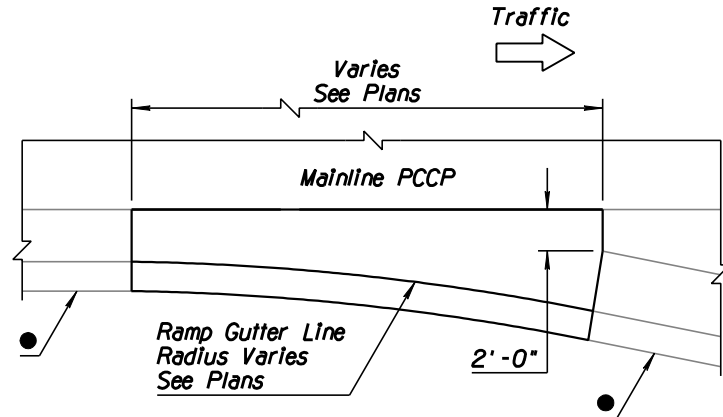 Traffic
Varies
See Plans
Mainline PCCP
Ramp Gutter Line
Radius Varies
See Plans
2'-0"